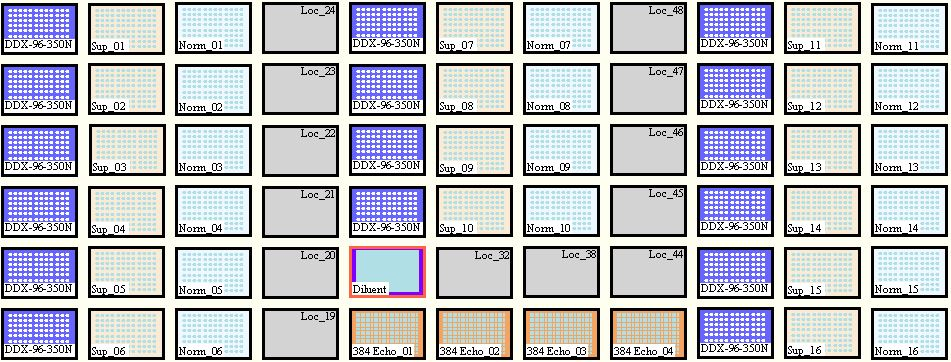 DDX-96-350N Sup_01 Norm_01 Loc_24 DDX-96-350N Sup_07 Norm_07 Loc_48 DDX-96-350N Sup_11 Norm_11
DDX-96-350N Sup_02 Norm_02 Loc_23 DDX-96-350N Sup_08 Norm_08 Loc_47 DDX-96-350N Sup_12 Norm_12
DDX-96-350N Sup_03 Norm_03 Loc_22 DDX-96-350N Sup_09 Norm_09 Loc_46 DDX-96-350N Sup_13 Norm_13
DDX-96-350N Sup_04 Norm_04 Loc_21 DDX-96-350N Sup_10 Norm_10 Loc_45 DDX-96-350N Sup_14 Norm_14
DDX-96-350N Sup_05 Norm_05 Loc_20 Diluent Loc_32 Loc_38 Loc_44 DDX-96-350N Sup_15 Norm_15
DDX-96-350N Sup_06 Norm_06 Loc_19 384 Echo_01 384 Echo_02 384 Echo_03 384 Echo_04 DDX-96-350N Sup_16 Norm_16